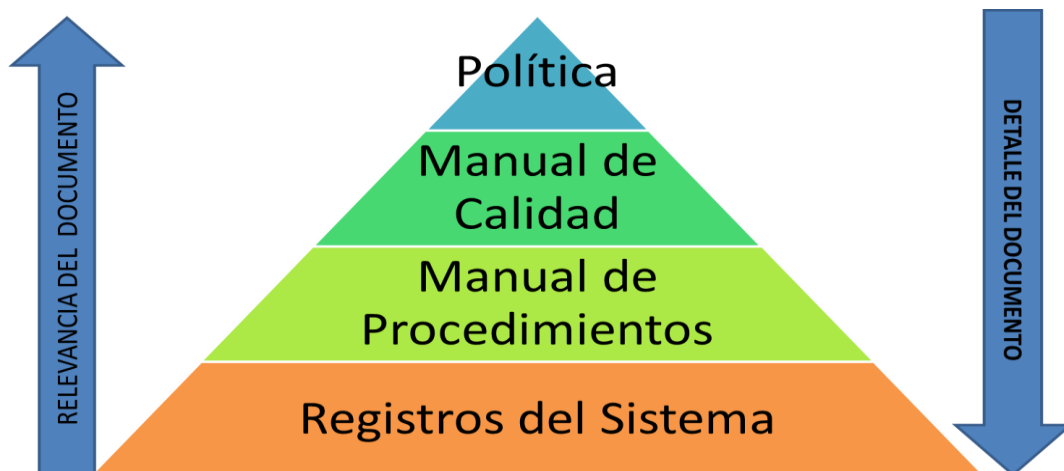 RELEVANCIA DEL DOCUMENTO
Política
Manual de
Calidad
Manual de
Procedimientos
Registros del Sistema
DETALLE DEL DOCUMENTO